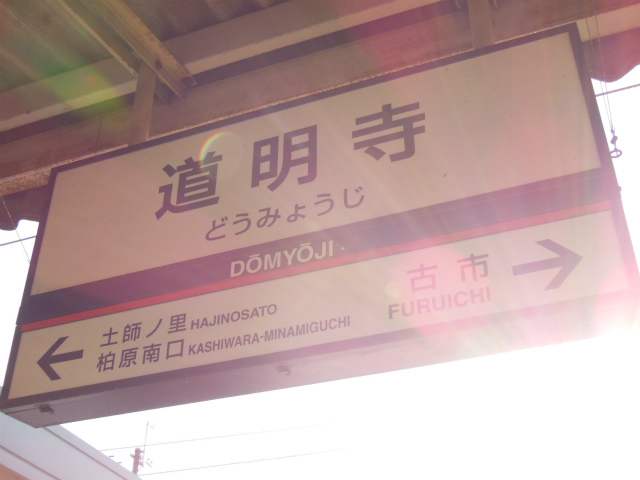 道明寺
どうみょうじ
DŌMYŌJI
土師ノ里 HAJINOSATO
柏原南口 KASHIWARA-MINAMIGUCHI
古市
FURUICHI